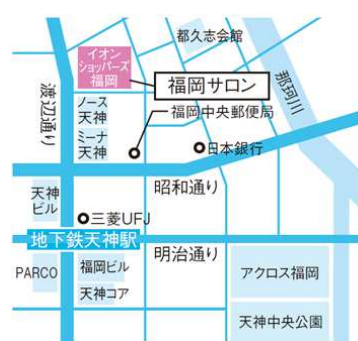 都久志会館
イオン
ショッパーズ
福岡
福岡サロン
那珂川
渡辺通り
ノース
天神
福岡中央郵便局
ミーナ
天神
日本銀行
昭和通り
天神
ビル
三菱UFJ
地下鉄天神駅
明治通り
PARCO
福岡ビル
アクロス福岡
天神コア
天神中央公園